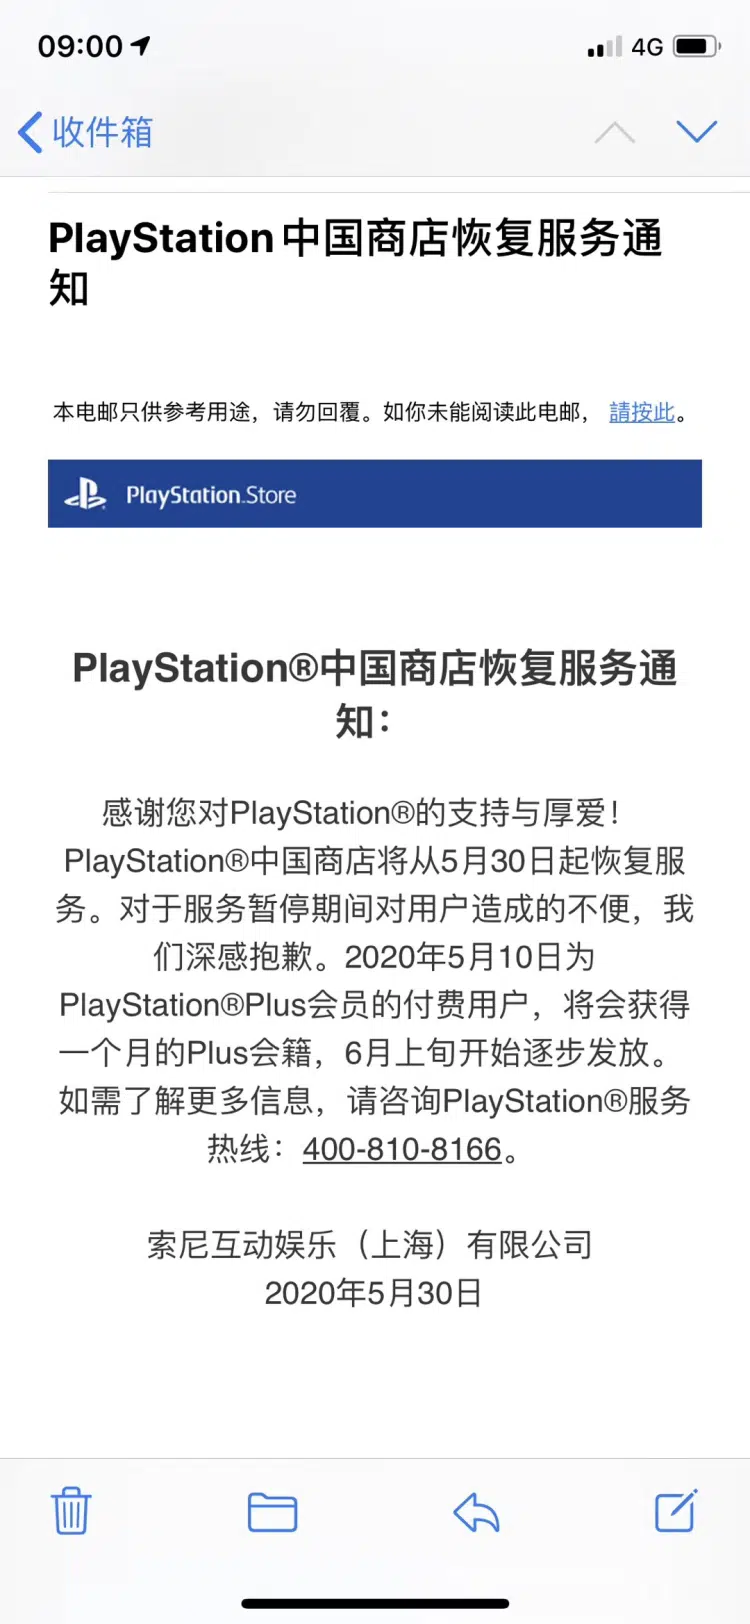 09:00
4G
收件箱
PlayStation中国商店恢复服务通
知
本电邮只供参考用途，请勿回覆。如你未能阅读此电邮，請按此。
PlayStation.Store
PlayStation®中国商店恢复服务通
知：
感谢您对PlayStation®的支持与厚爱！
PlayStation®中国商店将从5月30日起恢复服
务。对于服务暂停期间对用户造成的不便，我
们深感抱歉。2020年5月10日为
PlayStation®Plus会员的付费用户，将会获得
一个月的Plus会籍，6月上旬开始逐步发放。
如需了解更多信息，请咨询PlayStation®服务
热线：400-810-8166。
索尼互动娱乐（上海）有限公司
2020年5月30日